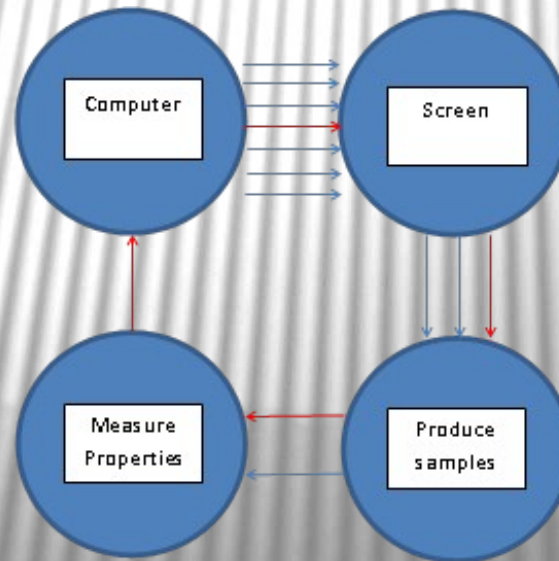 Computer
Screen
Measure
Properties
Produce
samples